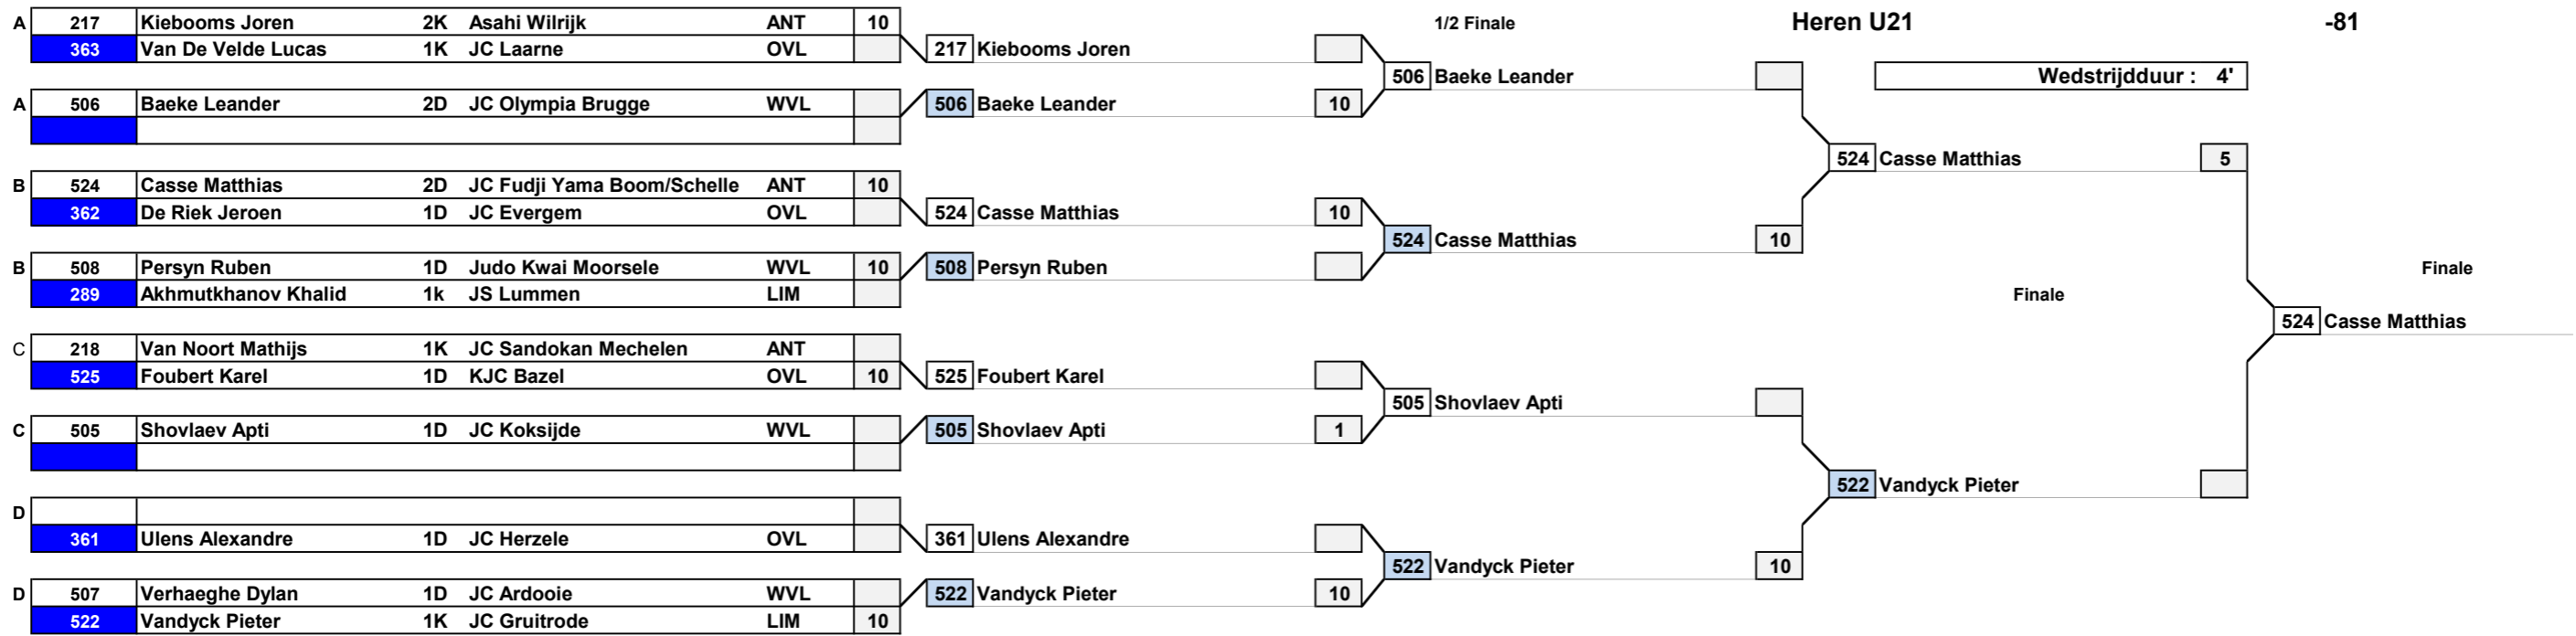 A 217 Kiebooms Joren 2K Asahi Wilrijk ANT 10
363 Van De Velde Lucas 1K JC Laarne OVL
A 506 Baeke Leander 2D JC Olympia Brugge WVL
B 524 Casse Matthias 2D JC Fudji Yama Boom/Schelle ANT 10
362 De Riek Jeroen 1D JC Evergem OVL
B 508 Persyn Ruben 1D Judo Kwai Moorsele WVL 10
289 Akhmutkhanov Khalid 1k JS Lummen LIM
C 218 Van Noort Mathijs 1K JC Sandokan Mechelen ANT
525 Foubert Karel 1D KJC Bazel OVL 10
C 505 Shovlaev Apti 1D JC Koksijde WVL
D
361 Ulens Alexandre 1D JC Herzele OVL
D 507 Verhaeghe Dylan 1D JC Ardooie WVL
522 Vandyck Pieter 1K JC Gruitrode LIM 10
217 Kiebooms Joren
506 Baeke Leander 10
524 Casse Matthias 10
508 Persyn Ruben
525 Foubert Karel
505 Shovlaev Apti 1
361 Ulens Alexandre
522 Vandyck Pieter 10
1/2 Finale
506 Baeke Leander
524 Casse Matthias 10
505 Shovlaev Apti
522 Vandyck Pieter 10
Heren U21 -81
Wedstrijdduur : 4'
524 Casse Matthias 5
Finale
522 Vandyck Pieter
Finale
524 Casse Matthias